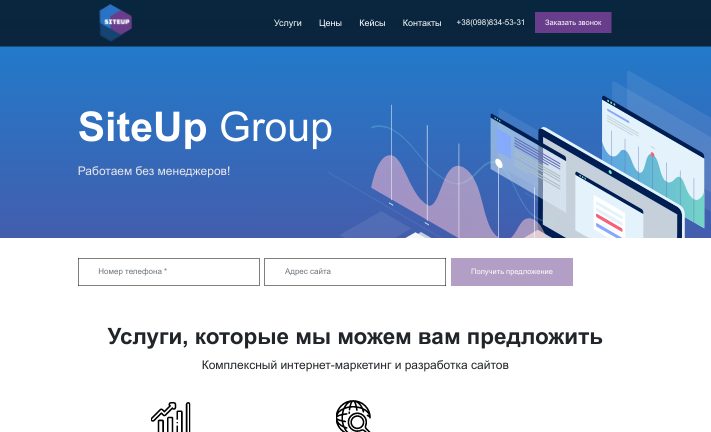 SITEUP
Услуги
Цены
Кейсы
Контакты
+38(098)834-53-31
Заказать звонок
SiteUp Group
Работаем без менеджеров!
Номер телефона *
Адрес сайта
Получить предложение
Услуги, которые мы можем вам предложить
Комплексный интернет-маркетинг и разработка сайтов